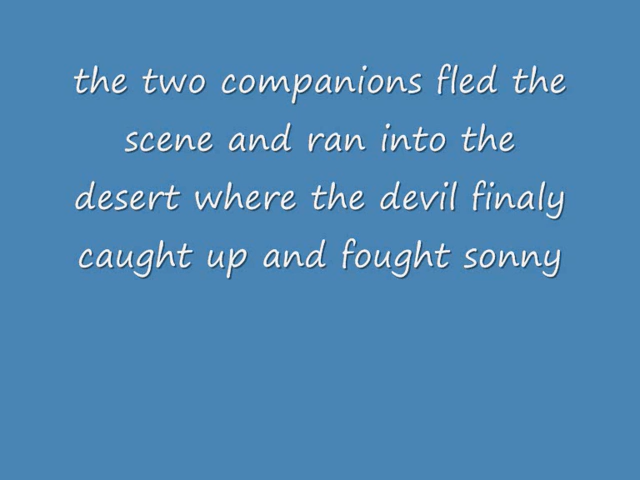 the two companions fled the
scene and ran into the
desert where the devil finaly
caught up and fought sonny